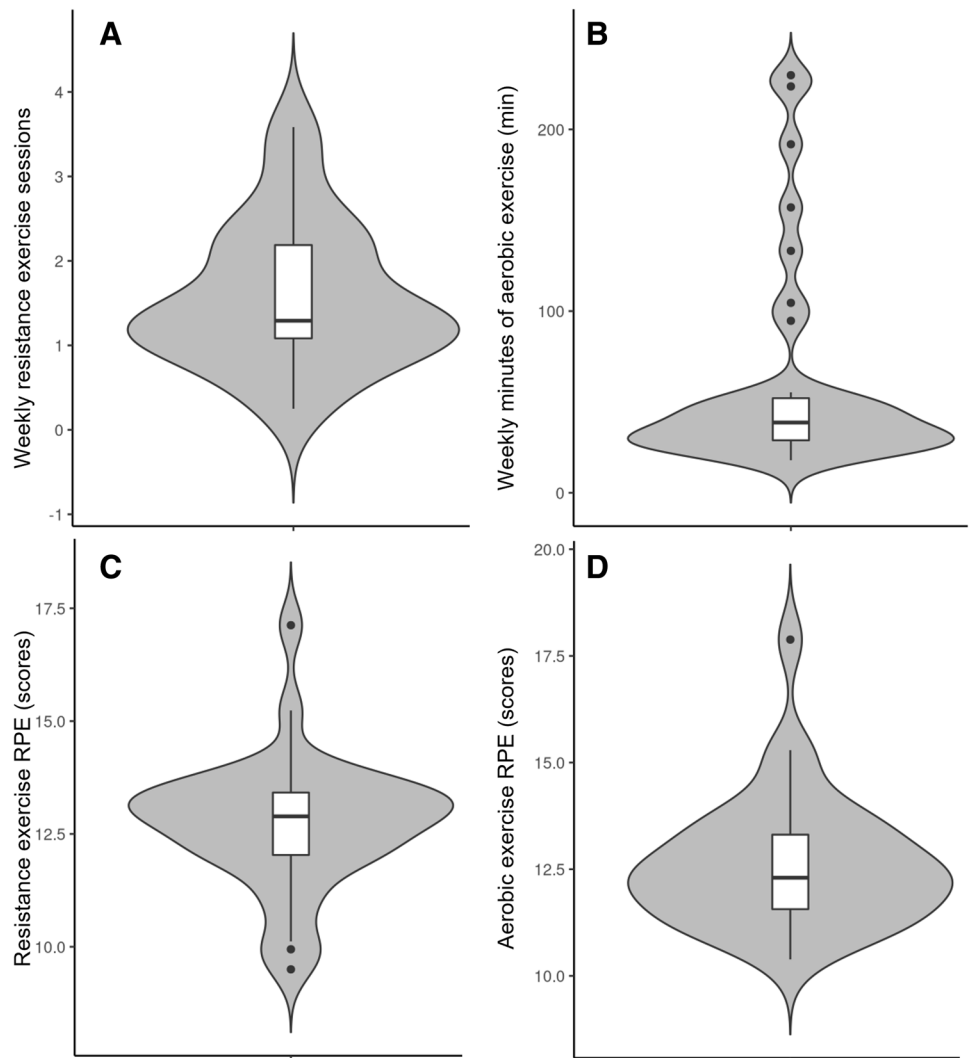 A
Weekly resistance exercise sessions
4
3
2
1
0
-1
B
Weekly minutes of aerobic exercise (min)
200
100
0
C
Resistance exercise RPE (scores)
17.5
15.0
12.5
10.0
D
Aerobic exercise RPE (scores)
20.0
17.5
15.0
12.5
10.0